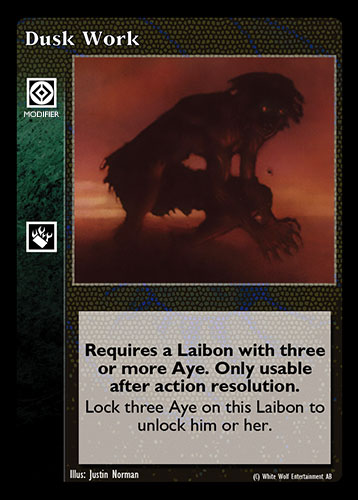 Dusk Work
MODIFIER
Requires a Laibon with three
or more Aye. Only usable
after action resolution.
Lock three Aye on this Laibon to
unlock him or her.
Illus: Justin Norman
(C) White Wolf Entertainment AB